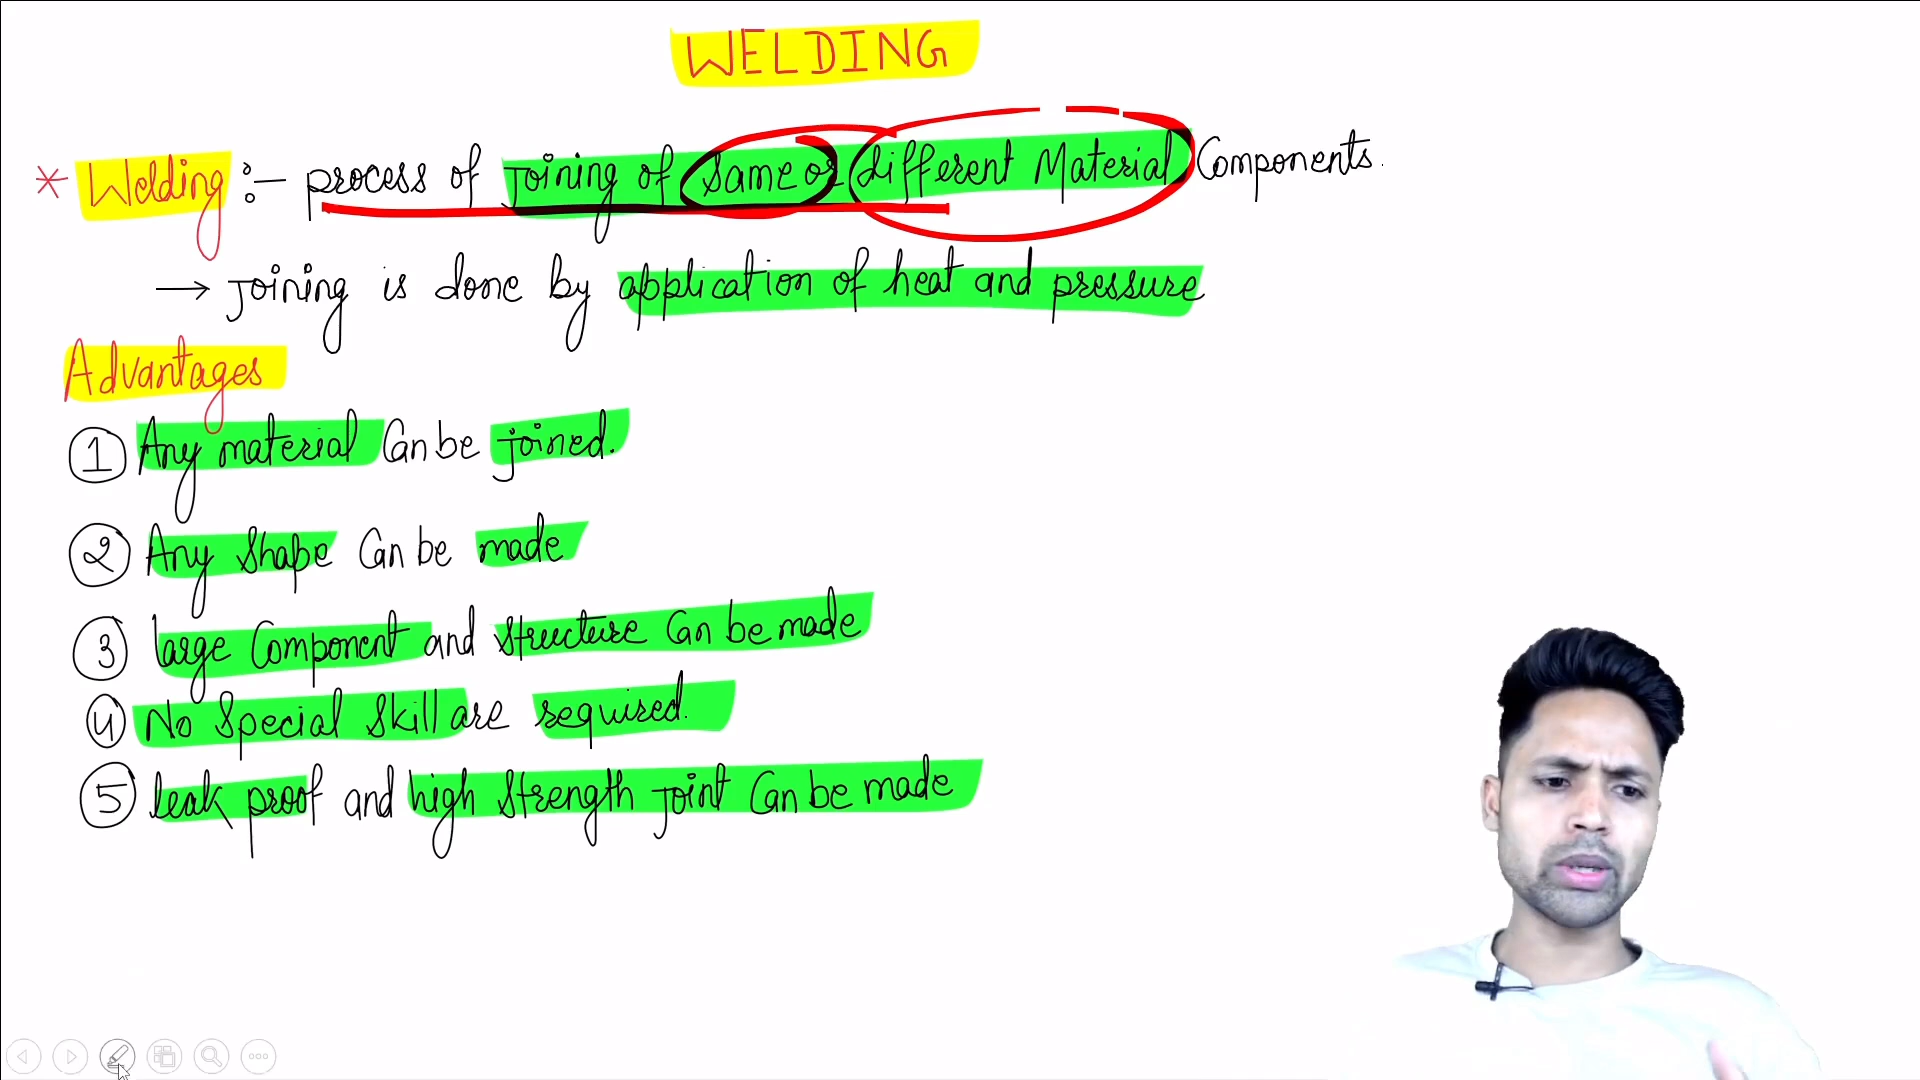 WELDING
* Welding :- process of Joining of Same or different Material Components.
→ Joining is done by application of heat and pressure
Advantages
① Any material Can be joined.
② Any Shape Can be made
③ large Component and Structure Can be made
④ No Special Skill are required.
⑤ leak proof and high Strength Joint Can be made